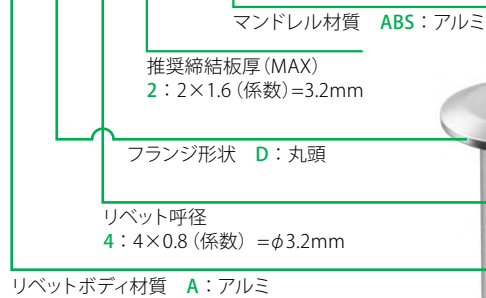 マンドレル材質 ABS：アルミ
推奨締結板厚(MAX)
2：2×1.6（係数）=3.2mm
フランジ形状 D：丸頭
リベット呼径
4：4×0.8（係数） =φ3.2mm
リベットボディ材質 A：アルミ